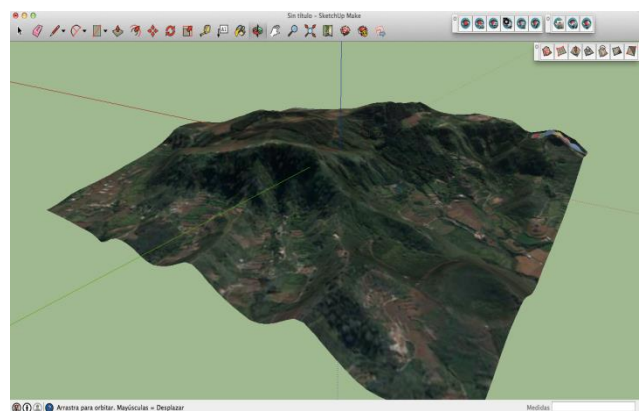 Sin título - SketchUp Make
Arrastra para orbitar. Mayúsculas = Desplazar
Medidas